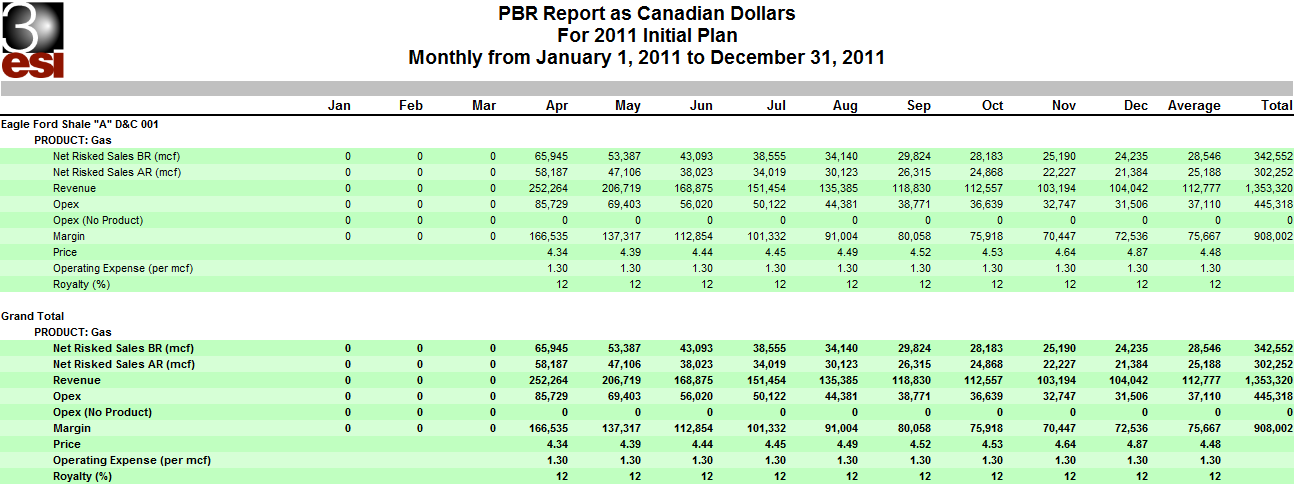 3
esi
PBR Report as Canadian Dollars
For 2011 Initial Plan
Monthly from January 1, 2011 to December 31, 2011
Jan Feb Mar Apr May Jun Jul Aug Sep Oct Nov Dec Average Total
Eagle Ford Shale "A" D&C 001
PRODUCT: Gas
Net Risked Sales BR (mcf) 0 0 0 65,945 53,387 43,093 38,555 34,140 29,824 28,183 25,190 24,235 28,546 342,552
Net Risked Sales AR (mcf) 0 0 0 58,187 47,106 38,023 34,019 30,123 26,315 24,868 22,227 21,384 25,188 302,252
Revenue 0 0 0 252,264 206,719 168,875 151,454 135,385 118,830 112,557 103,194 104,042 112,777 1,353,320
Opex 0 0 0 85,729 69,403 56,020 50,122 44,381 38,771 36,639 32,747 31,506 37,110 445,318
Opex (No Product) 0 0 0 0 0 0 0 0 0 0 0 0 0 0
Margin 0 0 0 166,535 137,317 112,854 101,332 91,004 80,058 75,918 70,447 72,536 75,667 908,002
Price 4.34 4.39 4.44 4.45 4.49 4.52 4.53 4.64 4.87 4.48
Operating Expense (per mcf) 1.30 1.30 1.30 1.30 1.30 1.30 1.30 1.30 1.30 1.30
Royalty (%) 12 12 12 12 12 12 12 12 12 12
Grand Total
PRODUCT: Gas
Net Risked Sales BR (mcf) 0 0 0 65,945 53,387 43,093 38,555 34,140 29,824 28,183 25,190 24,235 28,546 342,552
Net Risked Sales AR (mcf) 0 0 0 58,187 47,106 38,023 34,019 30,123 26,315 24,868 22,227 21,384 25,188 302,252
Revenue 0 0 0 252,264 206,719 168,875 151,454 135,385 118,830 112,557 103,194 104,042 112,777 1,353,320
Opex 0 0 0 85,729 69,403 56,020 50,122 44,381 38,771 36,639 32,747 31,506 37,110 445,318
Opex (No Product) 0 0 0 0 0 0 0 0 0 0 0 0 0 0
Margin 0 0 0 166,535 137,317 112,854 101,332 91,004 80,058 75,918 70,447 72,536 75,667 908,002
Price 4.34 4.39 4.44 4.45 4.49 4.52 4.53 4.64 4.87 4.48
Operating Expense (per mcf) 1.30 1.30 1.30 1.30 1.30 1.30 1.30 1.30 1.30 1.30
Royalty (%) 12 12 12 12 12 12 12 12 12 12